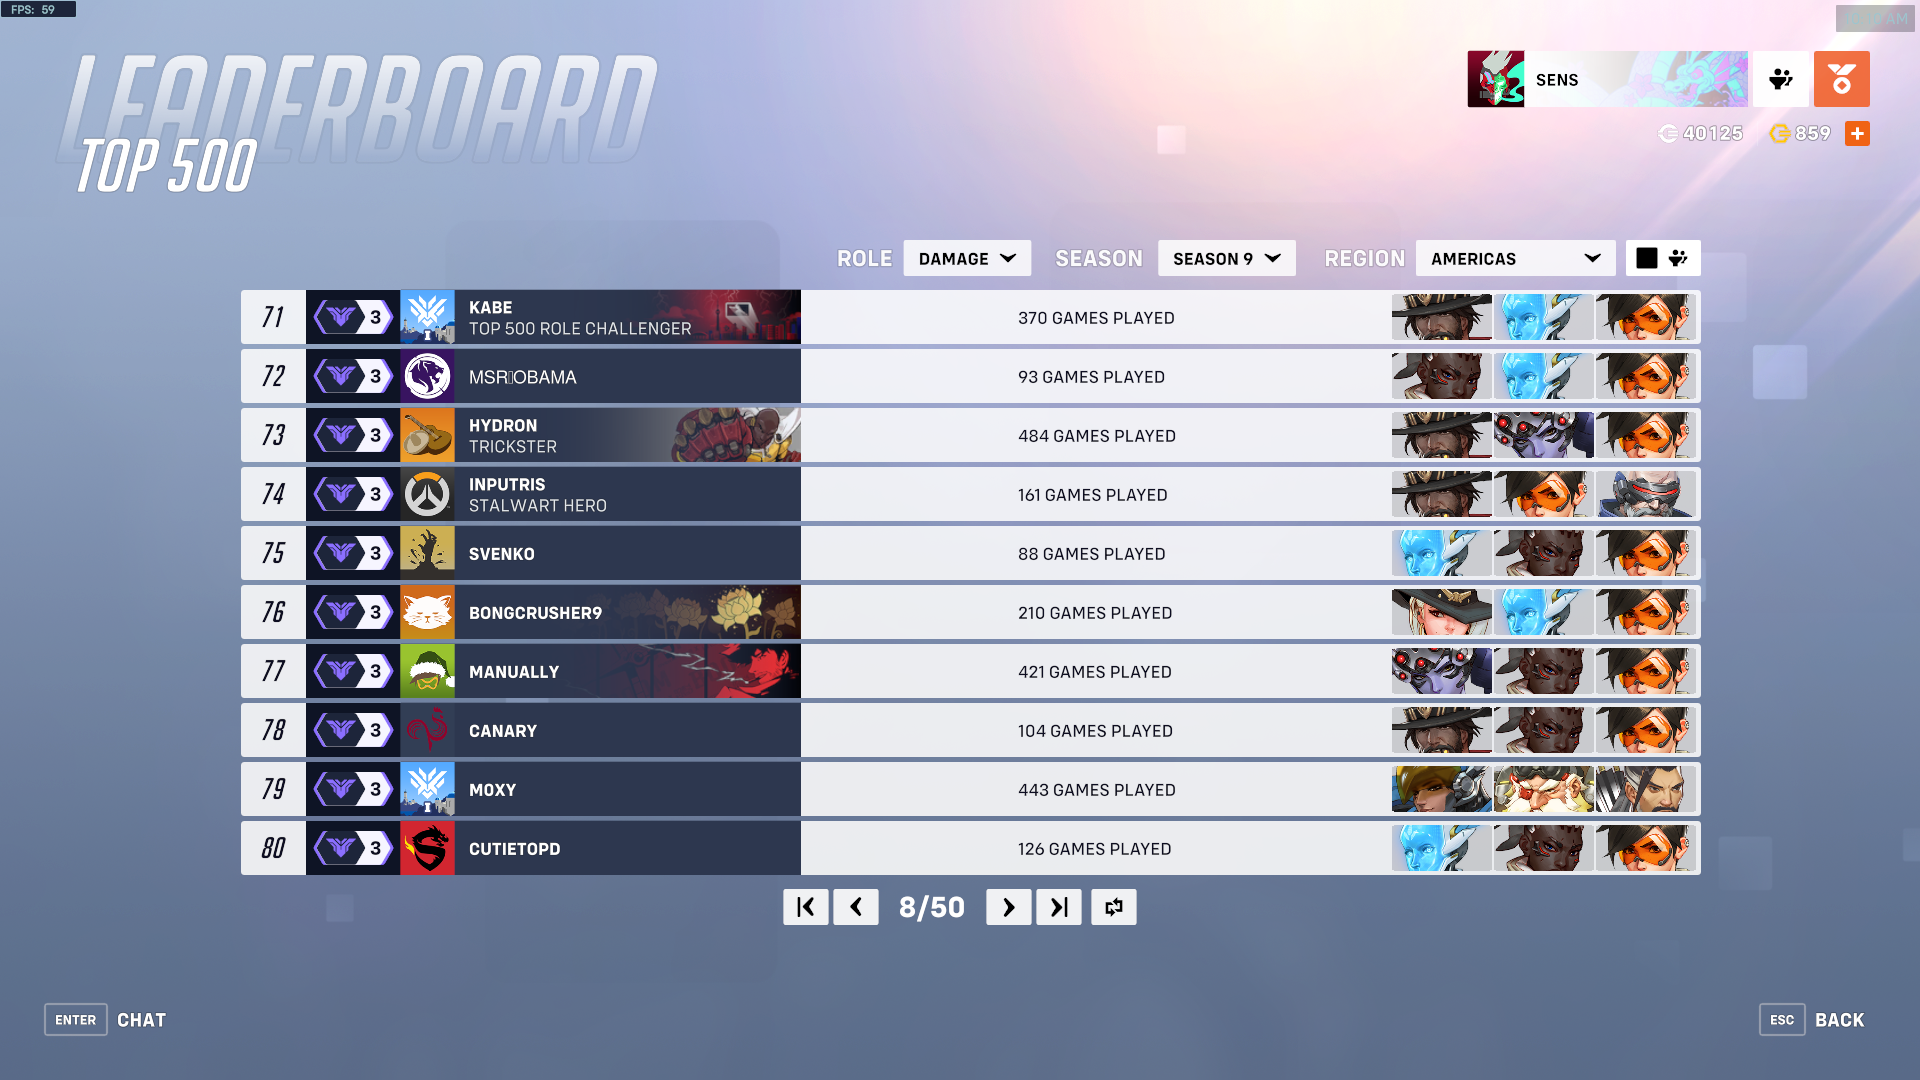 FPS: 59
LEADERBOARD
TOP 500
SENS
40125 859
ROLE DAMAGE SEASON SEASON 9 REGION AMERICAS
71 3 KABE 370 GAMES PLAYED
TOP 500 ROLE CHALLENGER
72 3 MSR▯OBAMA 93 GAMES PLAYED
73 3 HYDRON 484 GAMES PLAYED
TRICKSTER
74 3 INPUTRIS 161 GAMES PLAYED
STALWART HERO
75 3 SVENKO 88 GAMES PLAYED
76 3 BONGCRUSHER9 210 GAMES PLAYED
77 3 MANUALLY 421 GAMES PLAYED
78 3 CANARY 104 GAMES PLAYED
79 3 MOXY 443 GAMES PLAYED
80 3 CUTIETOPD 126 GAMES PLAYED
8/50
ENTER CHAT
ESC BACK